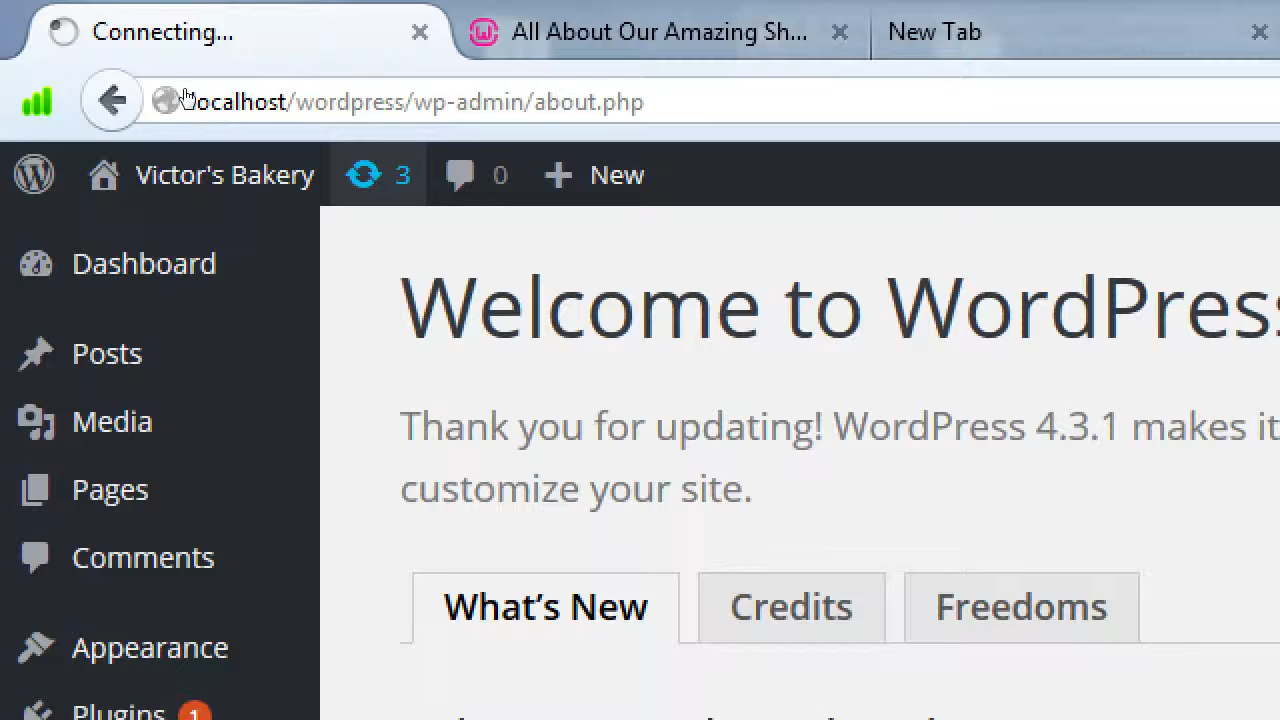 Connecting...
All About Our Amazing Sh...
New Tab
localhost/wordpress/wp-admin/about.php
Victor's Bakery
3
0
New
Dashboard
Welcome to WordPress
Posts
Thank you for updating! WordPress 4.3.1 makes it
Media
customize your site.
Pages
Comments
What's New
Credits
Freedoms
Appearance
Plugins 1